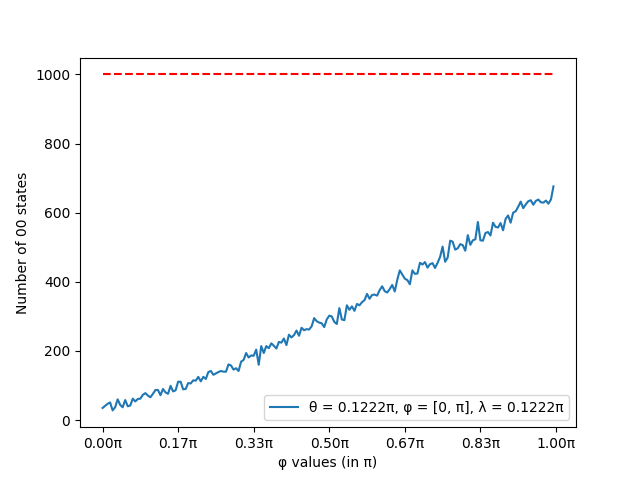 1000
800
600
400
200
0
Number of 00 states
θ = 0.1222π, φ = [0, π], λ = 0.1222π
0.00π 0.17π 0.33π 0.50π 0.67π 0.83π 1.00π
φ values (in π)